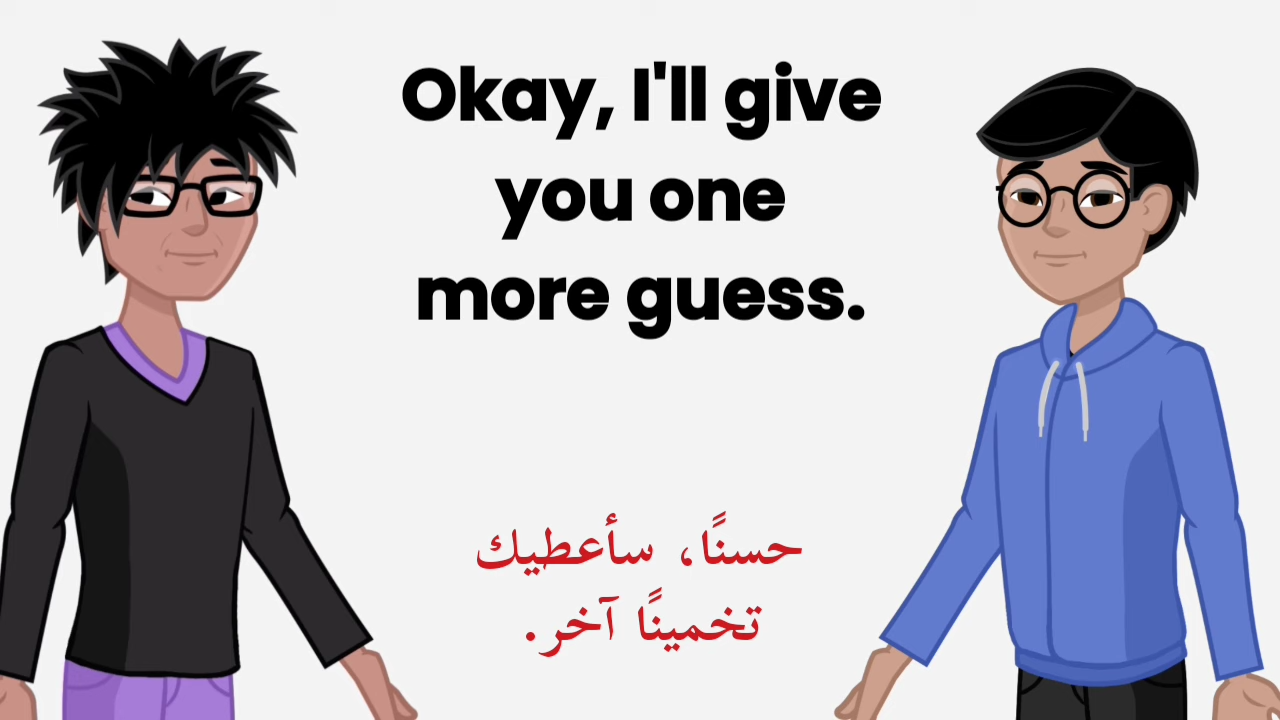 Okay, I'll give
you one
more guess.
حسنًا، سأعطيك
تخمينًا آخر.